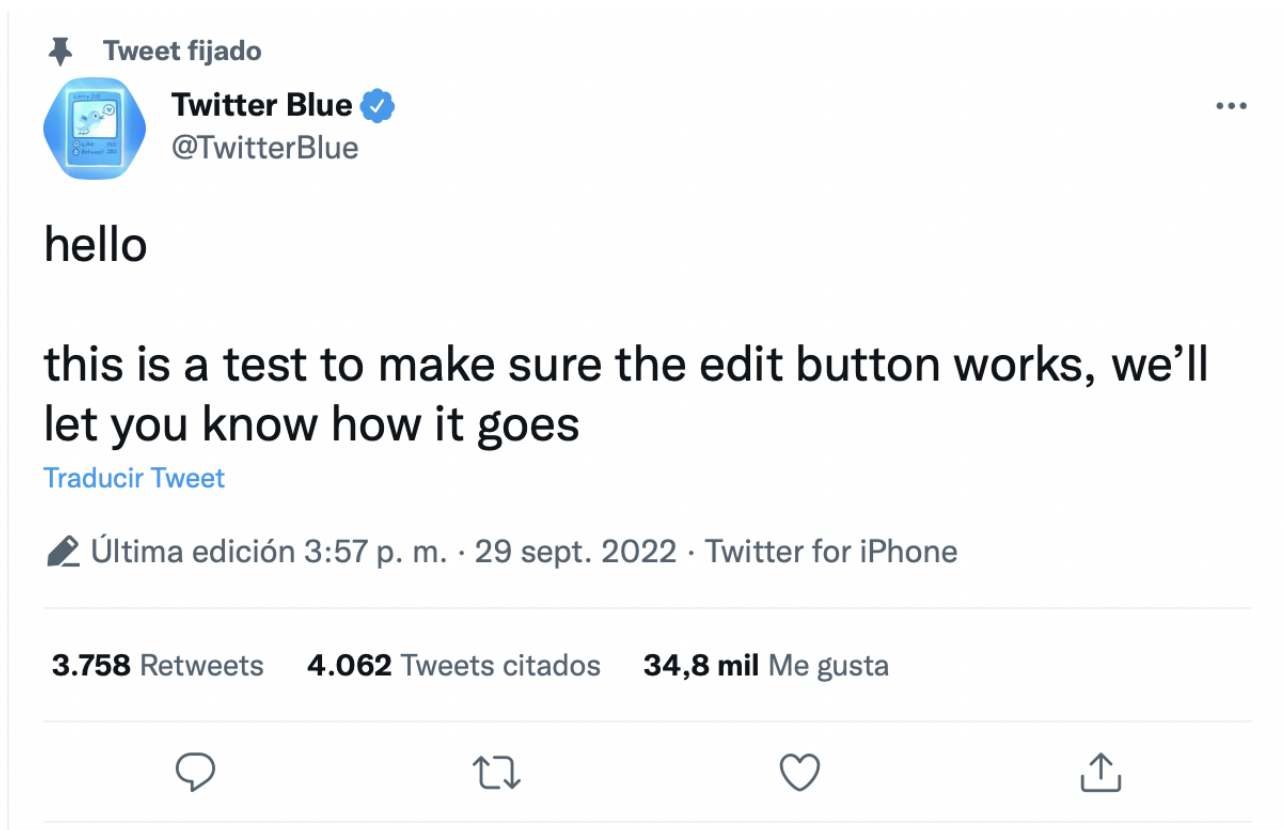 Tweet fijado
Twitter Blue
@TwitterBlue
hello
this is a test to make sure the edit button works, we’ll
let you know how it goes
Traducir Tweet
Última edición 3:57 p. m. · 29 sept. 2022 · Twitter for iPhone
3.758 Retweets 4.062 Tweets citados 34,8 mil Me gusta